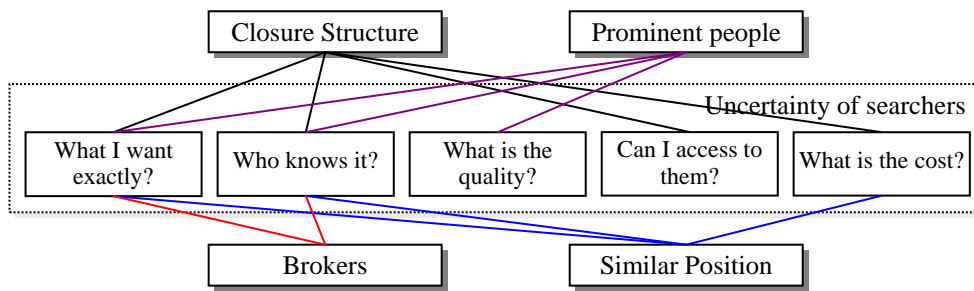 Closure Structure
Prominent people
Uncertainty of searchers
What I want
exactly?
Who knows it?
What is the
quality?
Can I access to
them?
What is the cost?
Brokers
Similar Position